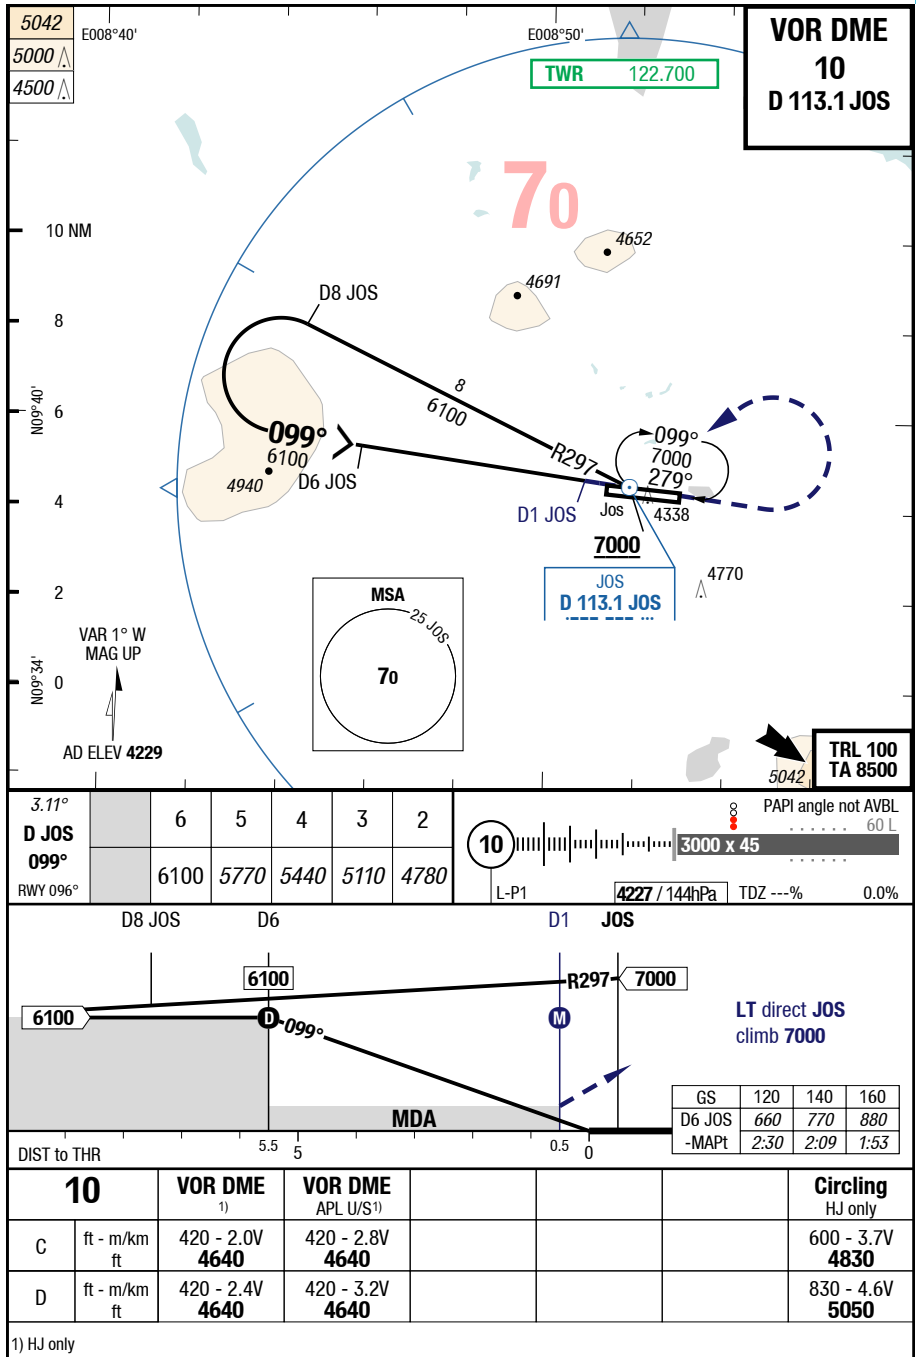 5042
5000
4500
E008°40'
E008°50'
TWR 122.700
VOR DME
10
D 113.1 JOS
70
10 NM
8
6
4
2
0
N09°40'
N09°34'
4652
4691
D8 JOS
8
6100
R297
099°
6100
D6 JOS
4940
099°
7000
279°
D1 JOS
Jos
4338
7000
4770
JOS
D 113.1 JOS
MSA
25 JOS
70
VAR 1° W
MAG UP
AD ELEV 4229
5042
TRL 100
TA 8500
3.11°
D JOS
099°
RWY 096°
6 5 4 3 2
6100 5770 5440 5110 4780
10
L-P1
PAPI angle not AVBL
60 L
3000 x 45
4227 / 144hPa TDZ ---% 0.0%
D8 JOS D6 D1 JOS
6100
R297
7000
6100
D
099°
M
LT direct JOS
climb 7000
MDA
GS 120 140 160
D6 JOS 660 770 880
-MAPt 2:30 2:09 1:53
DIST to THR
5.5 5 0.5 0
10 VOR DME VOR DME Circling
1) APL U/S1) HJ only
C ft - m/km 420 - 2.0V 420 - 2.8V 600 - 3.7V
ft 4640 4640 4830
D ft - m/km 420 - 2.4V 420 - 3.2V 830 - 4.6V
ft 4640 4640 5050
1) HJ only